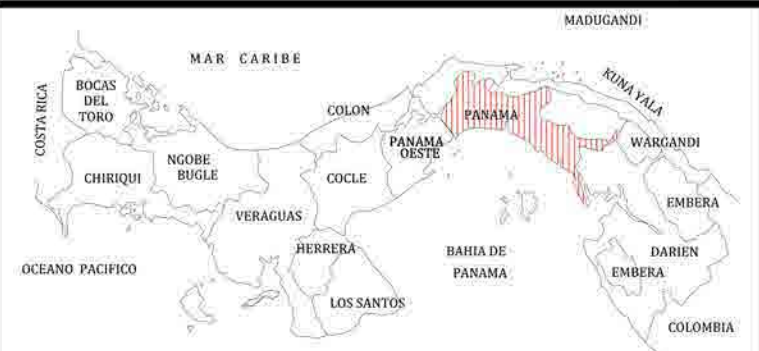 MADUGANDI
MAR CARIBE
KUNA YALA
COSTA RICA
BOCAS
DEL
TORO
COLON
PANAMA
PANAMA
OESTE
WARGANDI
NGOBE
BUGLE
CHIRIQUI
COCLE
EMBERA
VERAGUAS
HERRERA
BAHIA DE
PANAMA
DARIEN
OCEANO PACIFICO
EMBERA
LOS SANTOS
COLOMBIA